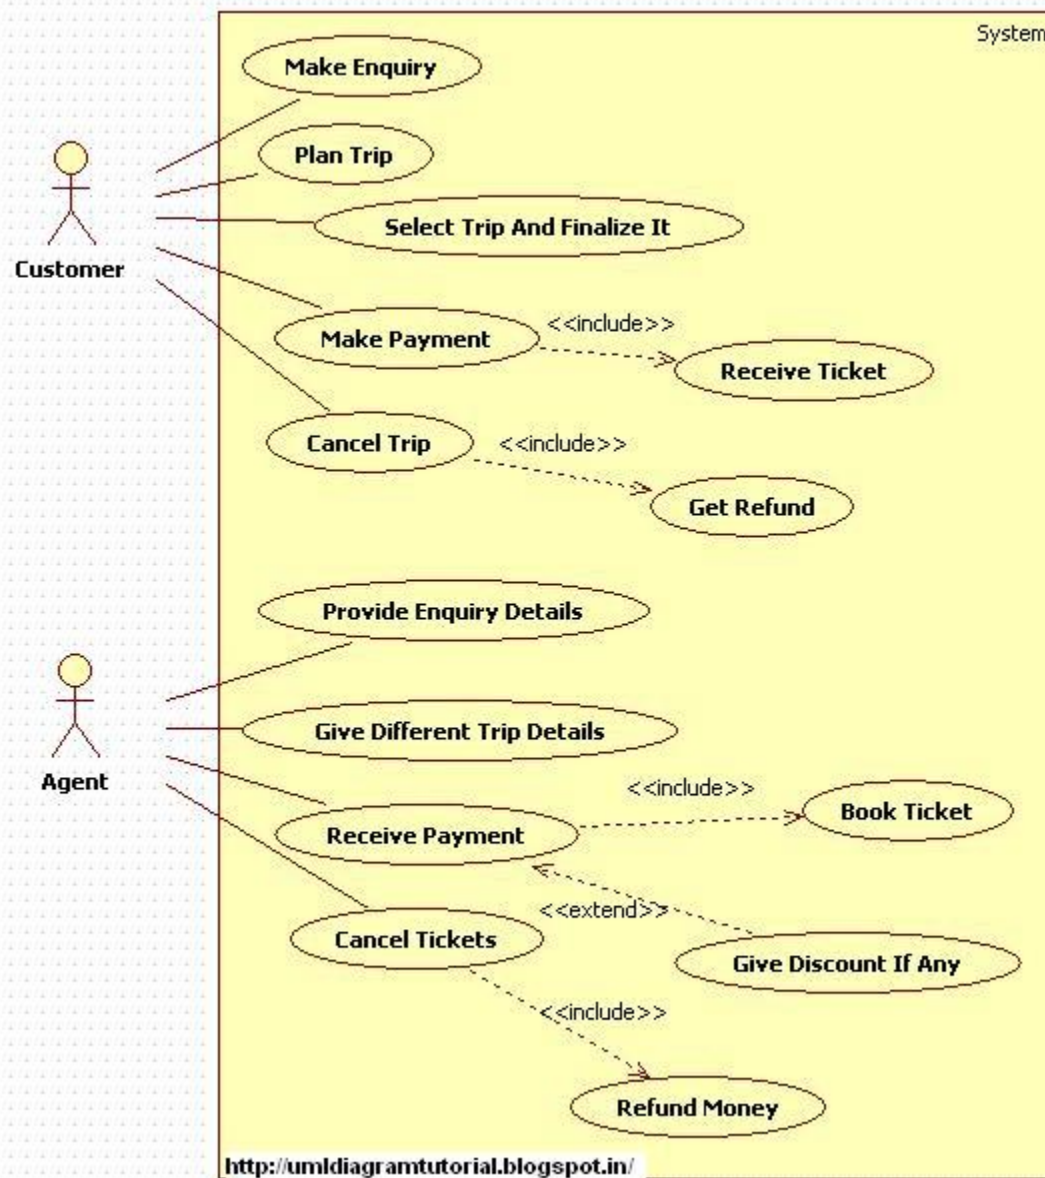 System
Make Enquiry
Plan Trip
Select Trip And Finalize It
Customer
Make Payment
<<include>>
Receive Ticket
Cancel Trip
<<include>>
Get Refund
Provide Enquiry Details
Agent
Give Different Trip Details
Receive Payment
<<include>>
Book Ticket
<<extend>>
Give Discount If Any
Cancel Tickets
<<include>>
Refund Money
http://umldiagramtutorial.blogspot.in/